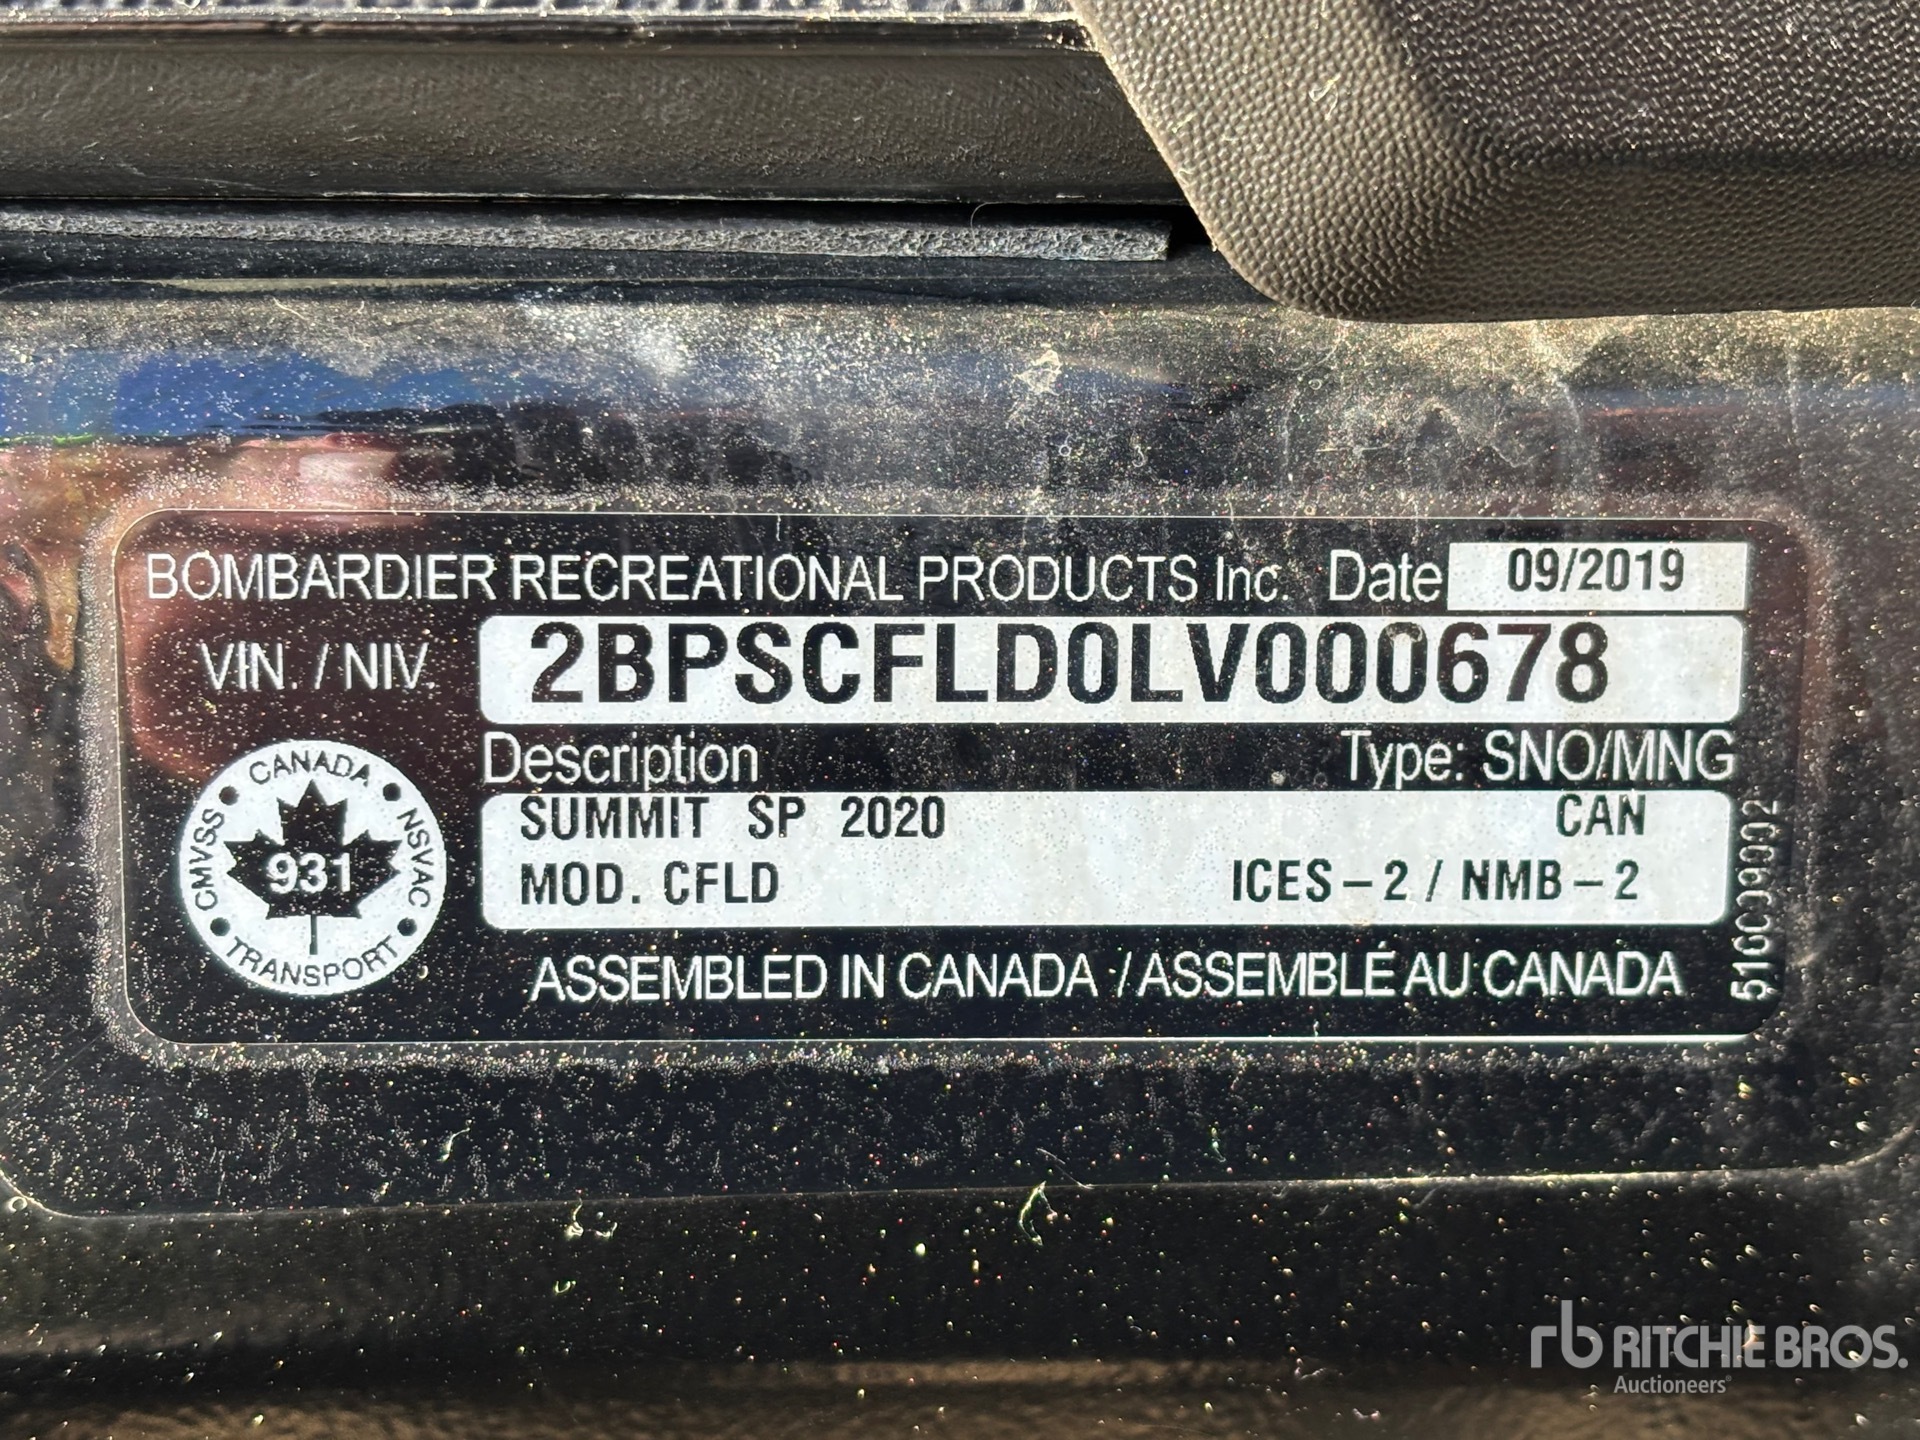 BOMBARDIER RECREATIONAL PRODUCTS Inc. Date 09/2019
VIN. / NIV. 2BPSCFLD0LV000678
Description Type: SNO/MNG
SUMMIT SP 2020 CAN
MOD. CFLD ICES-2 / NMB-2
ASSEMBLED IN CANADA / ASSEMBLÉ AU CANADA
516009002
CANADA
CMVSS • NSVAC
931
TRANSPORT
rb RITCHIE BROS.
Auctioneers